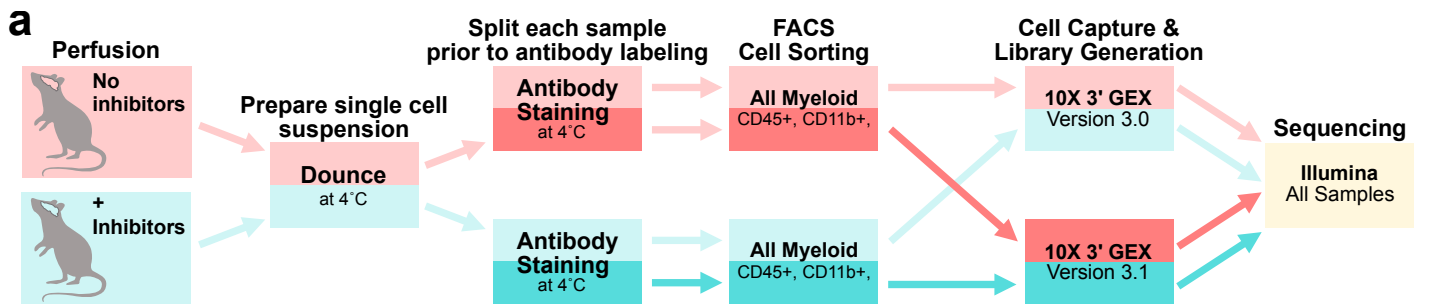 a
Perfusion
No
inhibitors
+
Inhibitors
Prepare single cell
suspension
Dounce
at 4˚C
Split each sample
prior to antibody labeling
Antibody
Staining
at 4˚C
Antibody
Staining
at 4˚C
FACS
Cell Sorting
All Myeloid
CD45+, CD11b+,
All Myeloid
CD45+, CD11b+,
Cell Capture &
Library Generation
10X 3' GEX
Version 3.0
10X 3' GEX
Version 3.1
Sequencing
Illumina
All Samples